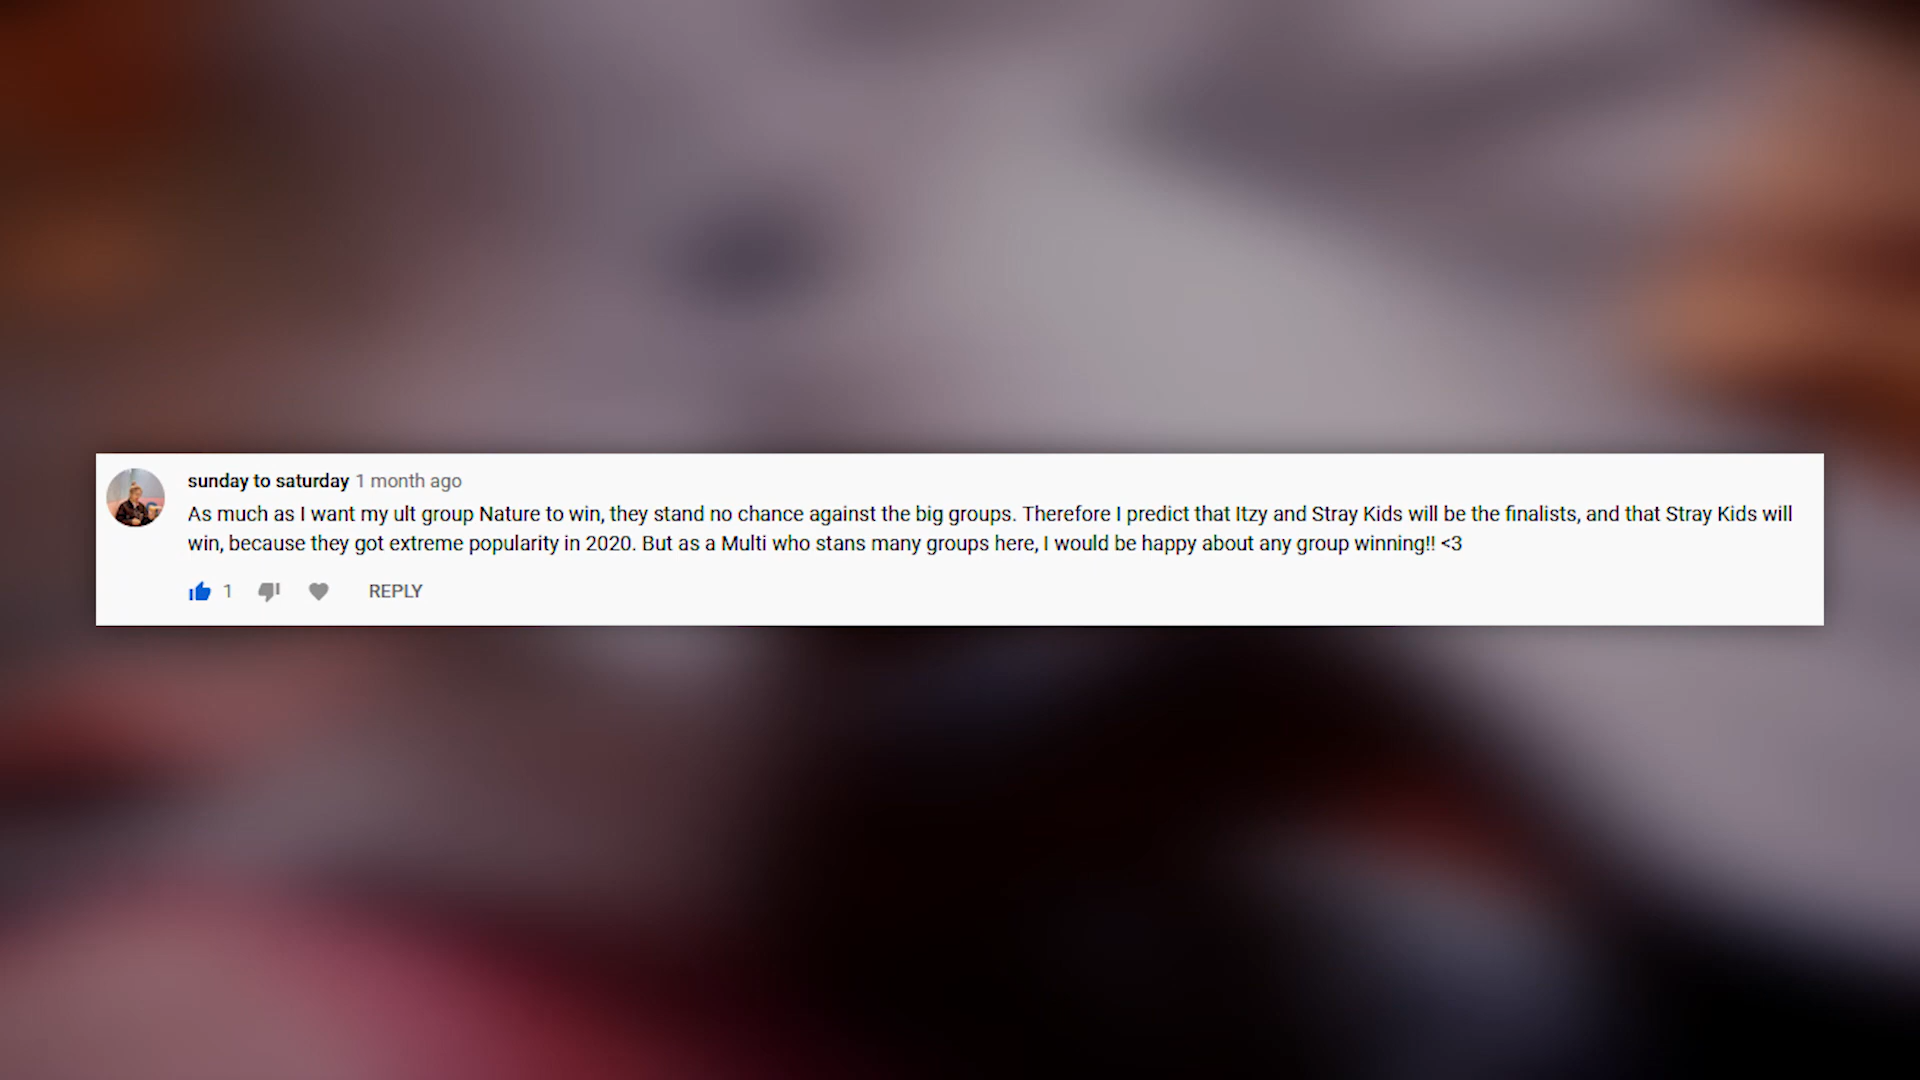 sunday to saturday 1 month ago
As much as I want my ult group Nature to win, they stand no chance against the big groups. Therefore I predict that Itzy and Stray Kids will be the finalists, and that Stray Kids will
win, because they got extreme popularity in 2020. But as a Multi who stans many groups here, I would be happy about any group winning!! <3
1 REPLY